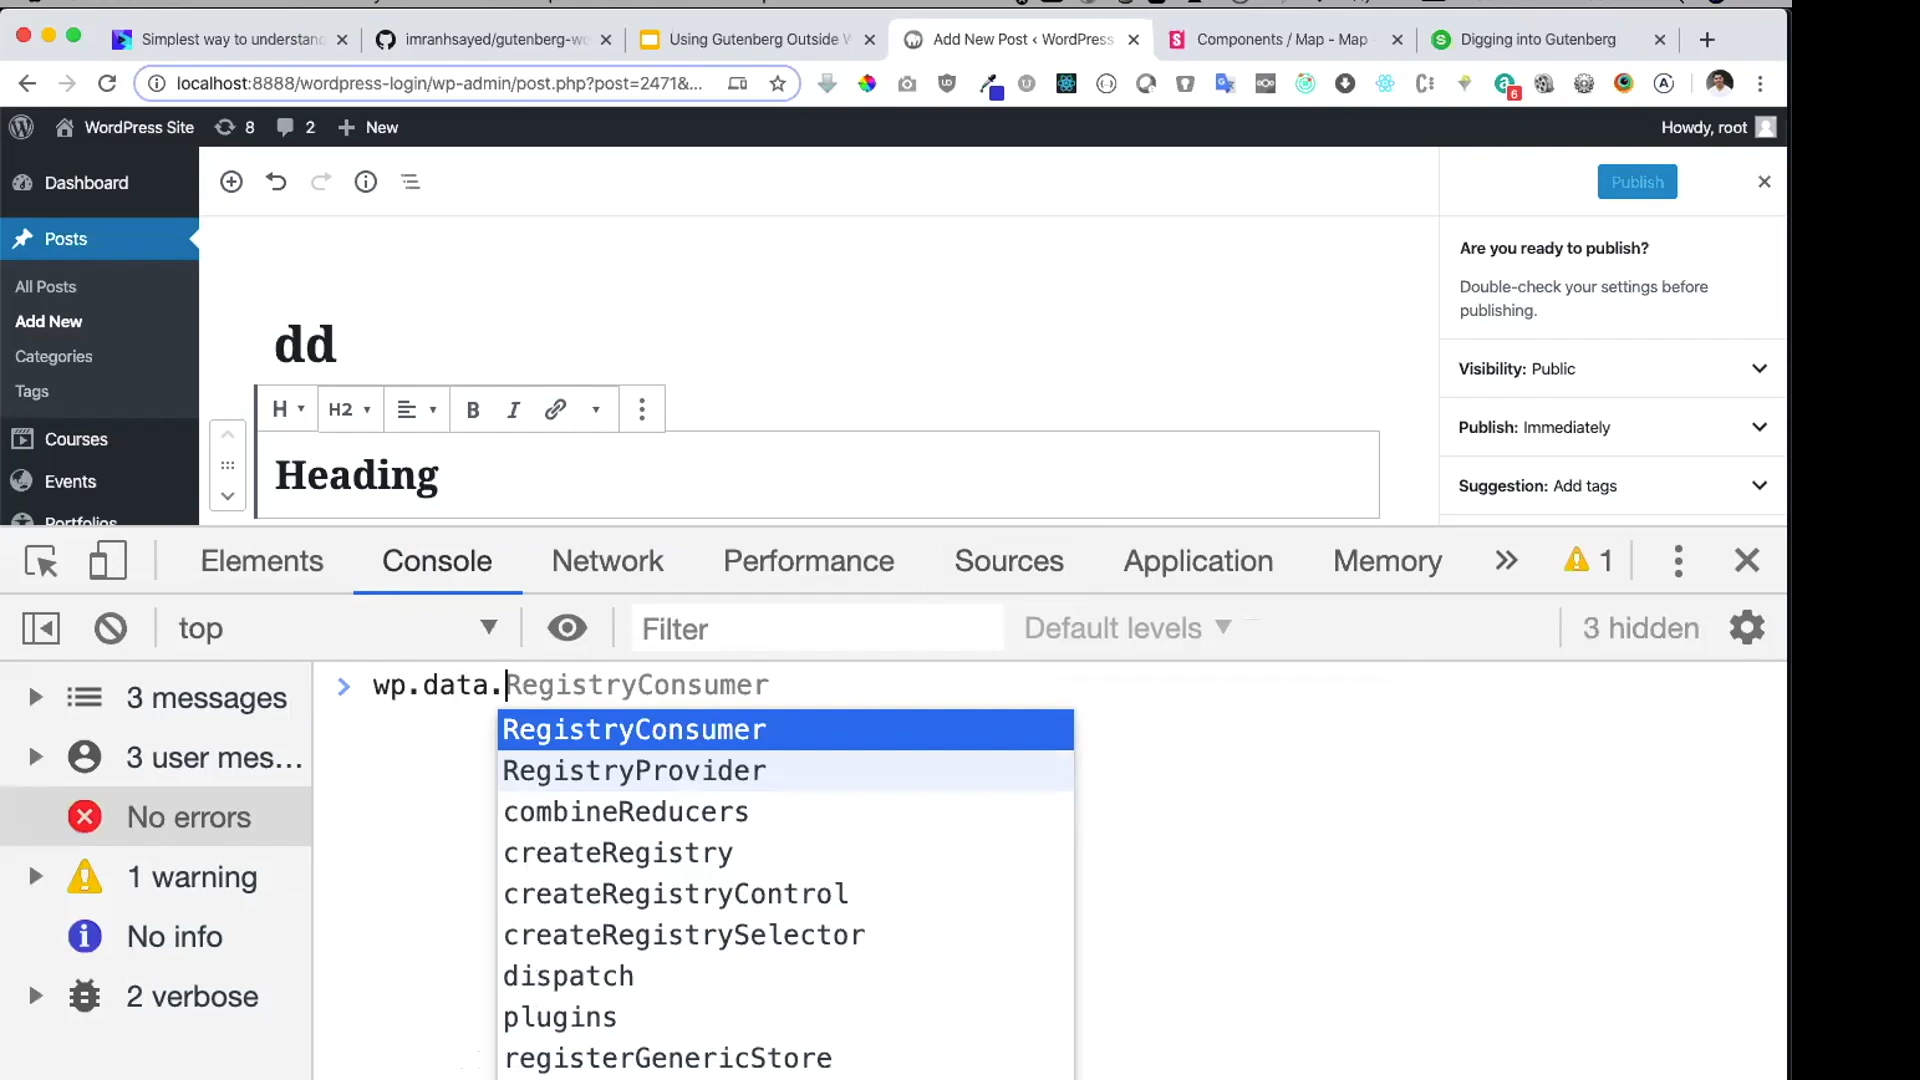 Simplest way to understand
imranhsayed/gutenberg-wo
Using Gutenberg Outside W
Add New Post ‹ WordPress
Components / Map - Map
Digging into Gutenberg
localhost:8888/wordpress-login/wp-admin/post.php?post=2471&...
6
WordPress Site
8
2
New
Howdy, root
Dashboard
Posts
All Posts
Add New
Categories
Tags
Courses
Events
Portfolios
Publish
Are you ready to publish?
Double-check your settings before
publishing.
Visibility: Public
Publish: Immediately
Suggestion: Add tags
dd
H
H2
B
I
Heading
Elements
Console
Network
Performance
Sources
Application
Memory
1
top
Filter
Default levels
3 hidden
3 messages
3 user mes...
No errors
1 warning
No info
2 verbose
wp.data.RegistryConsumer
RegistryConsumer
RegistryProvider
combineReducers
createRegistry
createRegistryControl
createRegistrySelector
dispatch
plugins
registerGenericStore